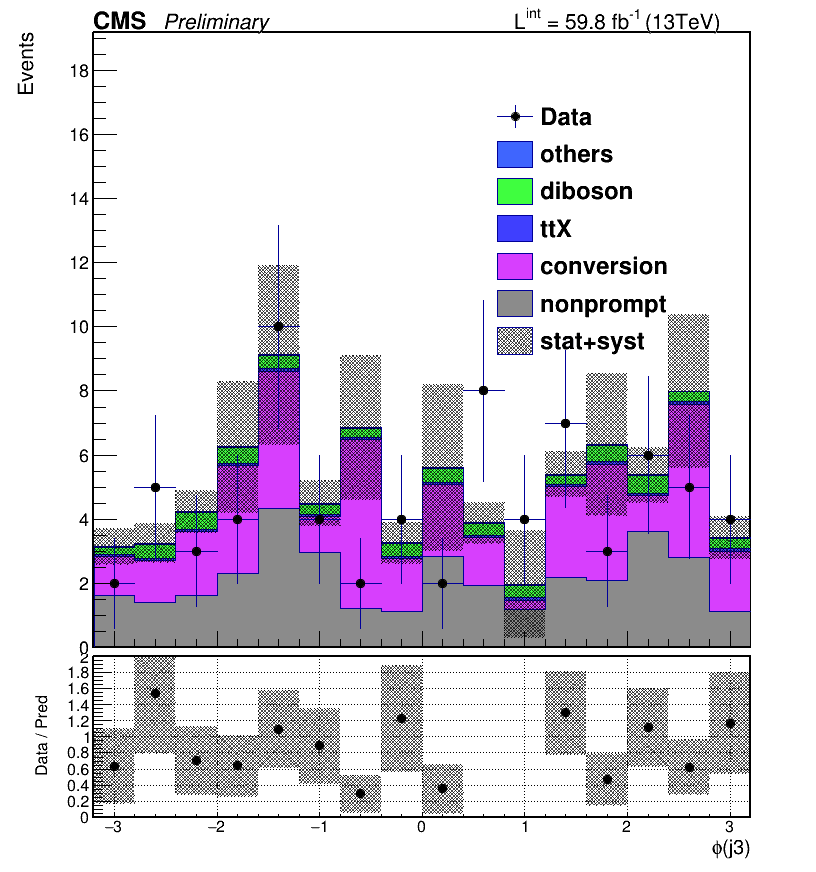 CMS Preliminary L^int = 59.8 fb^-1 (13TeV)
Events
18
16
14
12
10
8
6
4
2
0
Data
others
diboson
ttX
conversion
nonprompt
stat+syst
Data / Pred
2
1.8
1.6
1.4
1.2
1
0.8
0.6
0.4
0.2
0
−3 −2 −1 0 1 2 3
ϕ(j3)